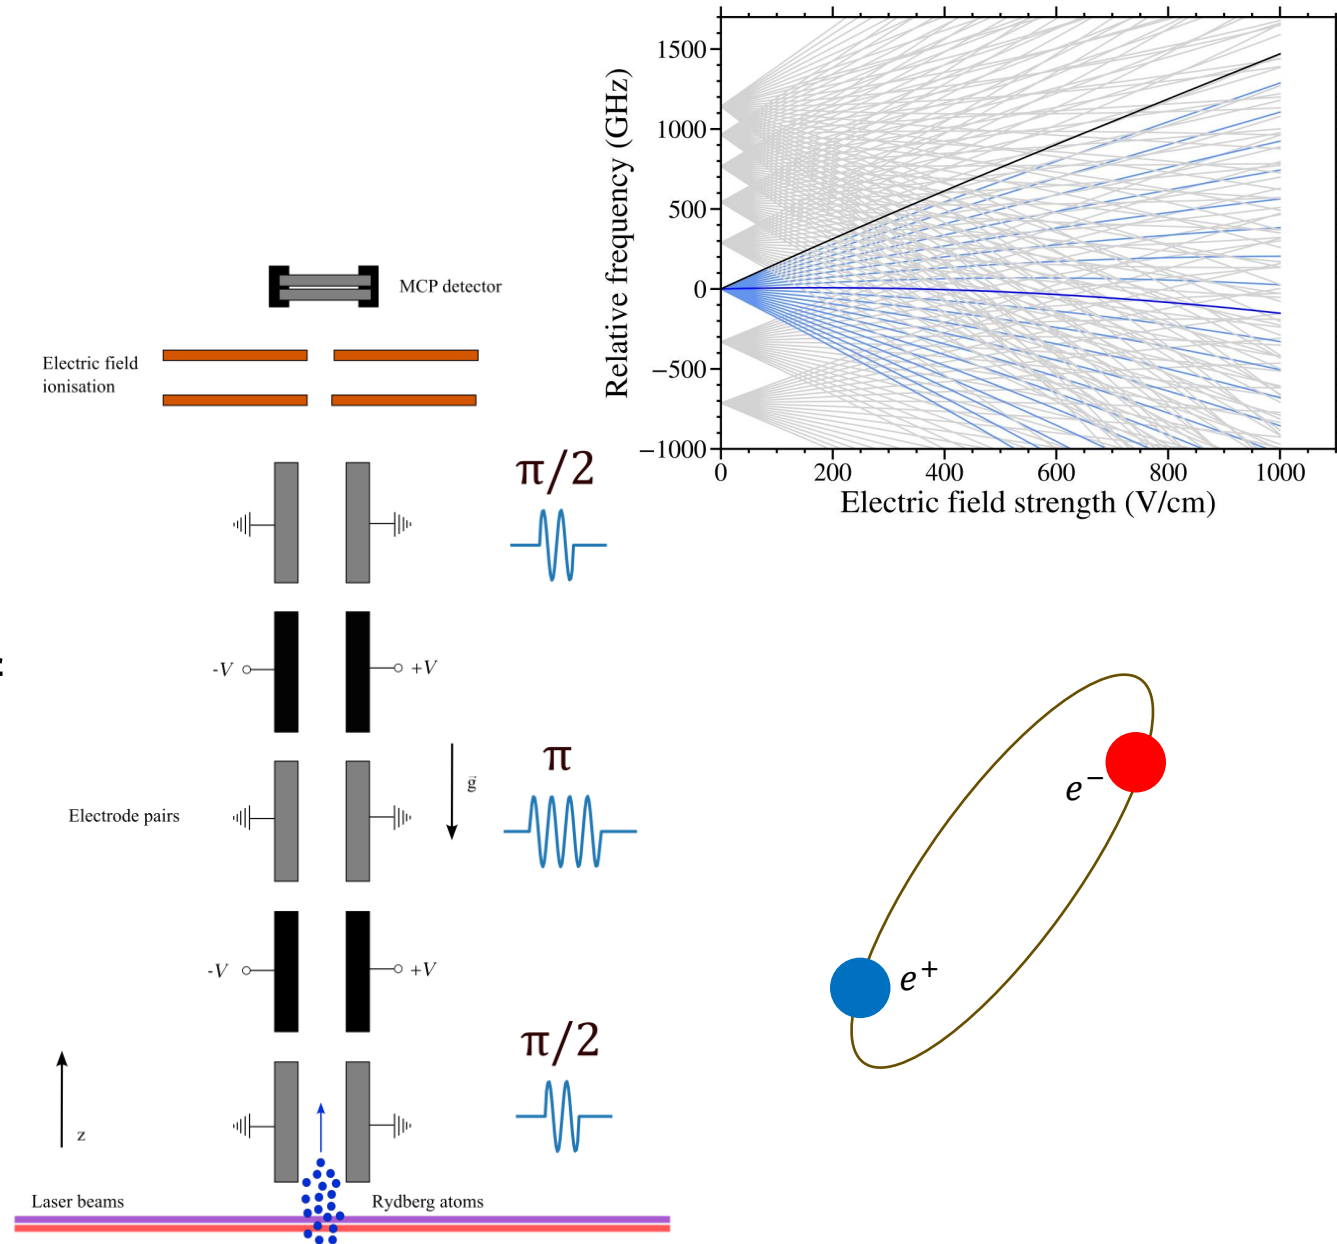 1500
1000
500
0
−500
−1000
Relative frequency (GHz)
0 200 400 600 800 1000
Electric field strength (V/cm)
MCP detector
Electric field
ionisation
π/2
-V +V
π
g⃗
Electrode pairs
e−
e+
-V +V
π/2
z
Laser beams
Rydberg atoms